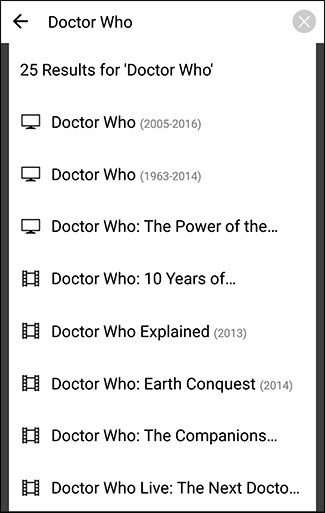 Doctor Who
25 Results for 'Doctor Who'
Doctor Who (2005-2016)
Doctor Who (1963-2014)
Doctor Who: The Power of the...
Doctor Who: 10 Years of...
Doctor Who Explained (2013)
Doctor Who: Earth Conquest (2014)
Doctor Who: The Companions...
Doctor Who Live: The Next Docto...